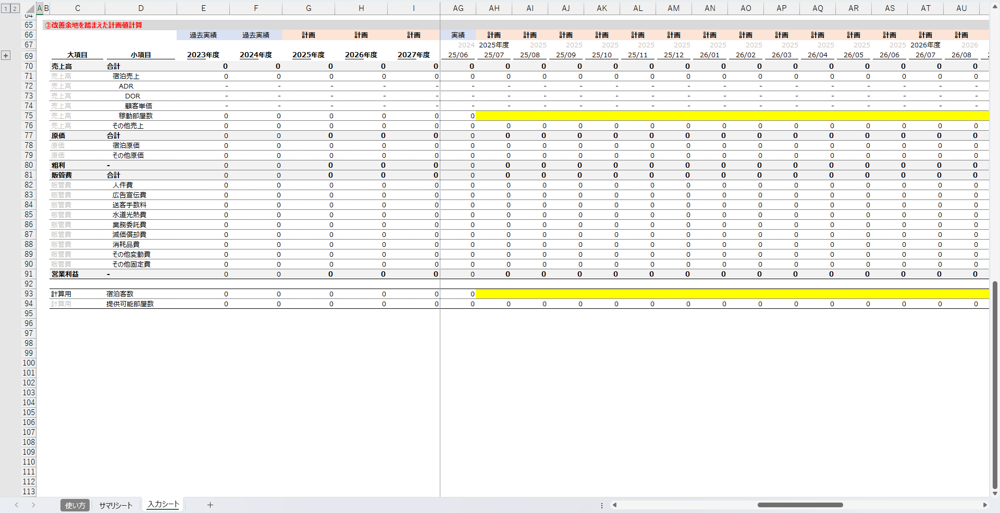 1 2 A B C D E F G H I AG AH AI AJ AK AL AM AN AO AP AQ AR AS AT AU
64
65 ③改善余地を踏まえた計画値計算
66 過去実績 過去実績 計画 計画 計画 実績 計画 計画 計画 計画 計画 計画 計画 計画 計画 計画 計画 計画 計画 計画
67 2024 2025年度 2025 2025 2025 2025 2025 2025 2025 2025 2025 2025 2025 2026年度 2026
+ 69 大項目 小項目 2023年度 2024年度 2025年度 2026年度 2027年度 25/06 25/07 25/08 25/09 25/10 25/11 25/12 26/01 26/02 26/03 26/04 26/05 26/06 26/07 26/08
70 売上高 合計 0 0 0 0 0 0 0 0 0 0 0 0 0 0 0 0 0 0 0 0
71 売上高 宿泊売上 0 0 0 0 0 0 0 0 0 0 0 0 0 0 0 0 0 0 0 0
72 売上高 ADR - - - - - - - - - - - - - - - - - - - -
73 売上高 DOR - - - - - - - - - - - - - - - - - - - -
74 売上高 顧客単価 - - - - - - - - - - - - - - - - - - - -
75 売上高 稼動部屋数 0 0 0 0 0 0
76 売上高 その他売上 0 0 0 0 0 0 0 0 0 0 0 0 0 0 0 0 0 0 0 0
77 原価 合計 0 0 0 0 0 0 0 0 0 0 0 0 0 0 0 0 0 0 0 0
78 原価 宿泊原価 0 0 0 0 0 0 0 0 0 0 0 0 0 0 0 0 0 0 0 0
79 原価 その他原価 0 0 0 0 0 0 0 0 0 0 0 0 0 0 0 0 0 0 0 0
80 粗利 - 0 0 0 0 0 0 0 0 0 0 0 0 0 0 0 0 0 0 0 0
81 販管費 合計 0 0 0 0 0 0 0 0 0 0 0 0 0 0 0 0 0 0 0 0
82 販管費 人件費 0 0 0 0 0 0 0 0 0 0 0 0 0 0 0 0 0 0 0 0
83 販管費 広告宣伝費 0 0 0 0 0 0 0 0 0 0 0 0 0 0 0 0 0 0 0 0
84 販管費 送客手数料 0 0 0 0 0 0 0 0 0 0 0 0 0 0 0 0 0 0 0 0
85 販管費 水道光熱費 0 0 0 0 0 0 0 0 0 0 0 0 0 0 0 0 0 0 0 0
86 販管費 業務委託費 0 0 0 0 0 0 0 0 0 0 0 0 0 0 0 0 0 0 0 0
87 販管費 減価償却費 0 0 0 0 0 0 0 0 0 0 0 0 0 0 0 0 0 0 0 0
88 販管費 消耗品費 0 0 0 0 0 0 0 0 0 0 0 0 0 0 0 0 0 0 0 0
89 販管費 その他変動費 0 0 0 0 0 0 0 0 0 0 0 0 0 0 0 0 0 0 0 0
90 販管費 その他固定費 0 0 0 0 0 0 0 0 0 0 0 0 0 0 0 0 0 0 0 0
91 営業利益 - 0 0 0 0 0 0 0 0 0 0 0 0 0 0 0 0 0 0 0 0
92
93 計算用 宿泊客数 0 0 0 0 0 0
94 計算用 提供可能部屋数 0 0 0 0 0 0 0 0 0 0 0 0 0 0 0 0 0 0 0 0
95
96
97
98
99
100
101
102
103
104
105
106
107
108
109
110
111
112
113
使い方 サマリシート 入力シート +